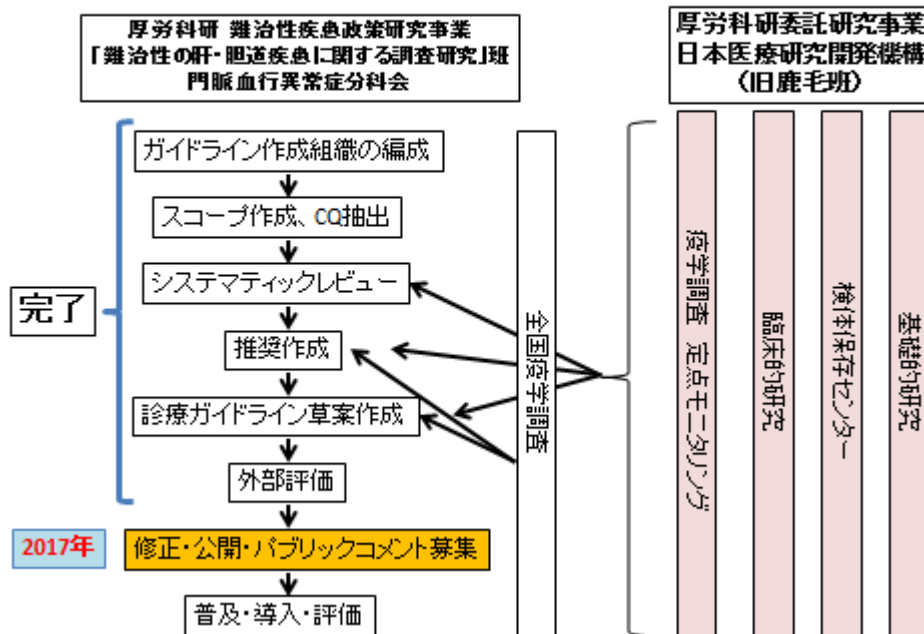 厚労科研 難治性疾患政策研究事業
「難治性の肝・胆道疾患に関する調査研究」班
門脈血行異常症分科会
厚労科研委託研究事業
日本医療研究開発機構
（旧鹿毛班）
ガイドライン作成組織の編成
スコープ作成、CQ抽出
システマティックレビュー
完了
推奨作成
診療ガイドライン草案作成
外部評価
2017年
修正・公開・パブリックコメント募集
普及・導入・評価
全国疫学調査
疫学調査 定点モニタリング
臨床的研究
検体保存センター
基礎的研究